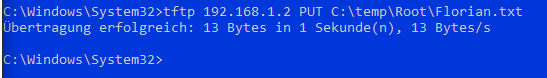 C:\Windows\System32>tftp 192.168.1.2 PUT C:\temp\Root\Florian.txt
Übertragung erfolgreich: 13 Bytes in 1 Sekunde(n), 13 Bytes/s
C:\Windows\System32>